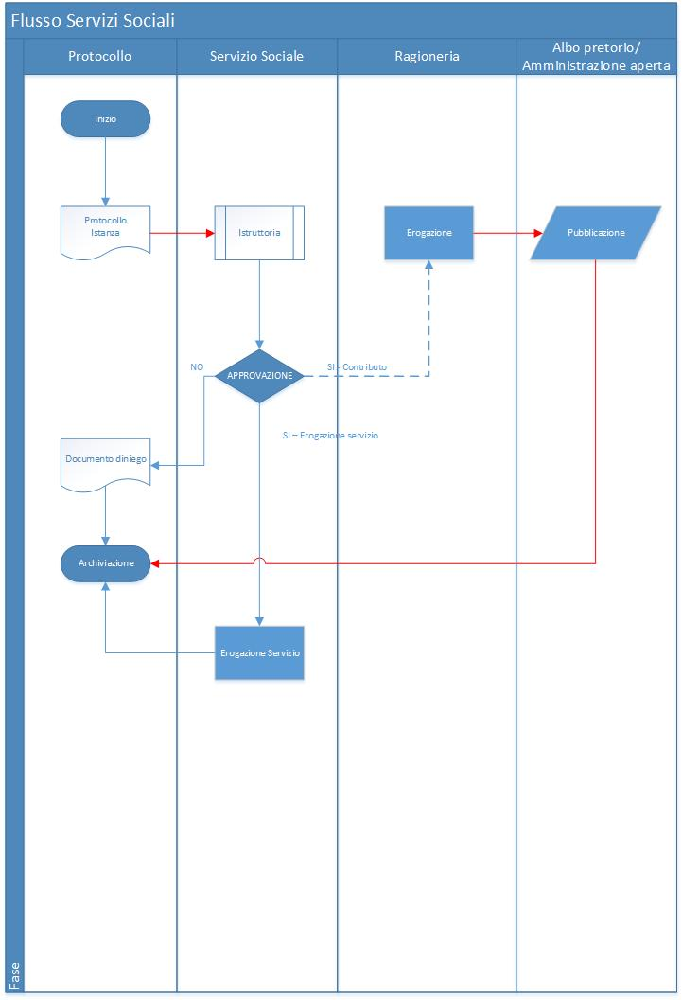 Flusso Servizi Sociali
Protocollo
Servizio Sociale
Ragioneria
Albo pretorio/
Amministrazione aperta
Inizio
Protocollo
Istanza
Istruttoria
Erogazione
Pubblicazione
NO
APPROVAZIONE
SI - Contributo
SI – Erogazione servizio
Documento diniego
Archiviazione
Erogazione Servizio
Fase